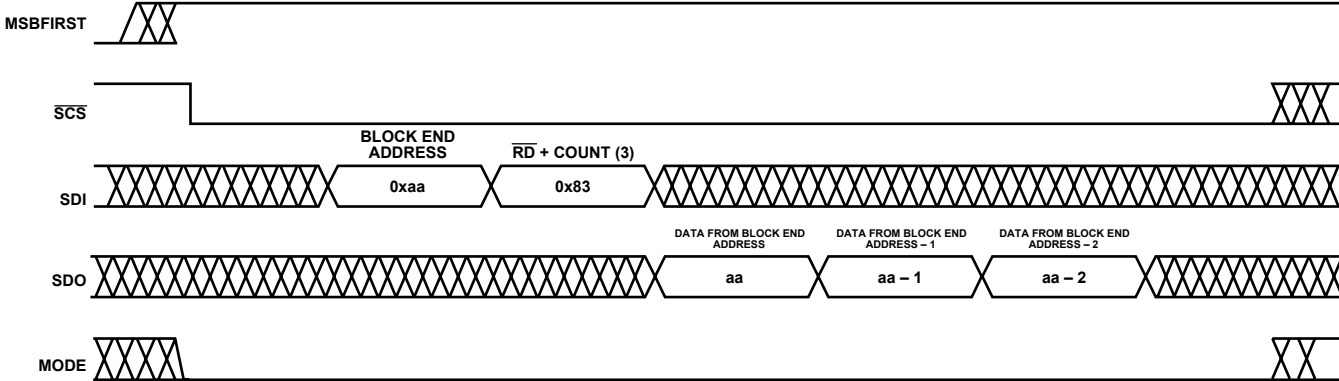 MSBFIRST
SCS
BLOCK END
ADDRESS
RD + COUNT (3)
SDI
0xaa
0x83
DATA FROM BLOCK END
ADDRESS
DATA FROM BLOCK END
ADDRESS – 1
DATA FROM BLOCK END
ADDRESS – 2
SDO
aa
aa – 1
aa – 2
MODE